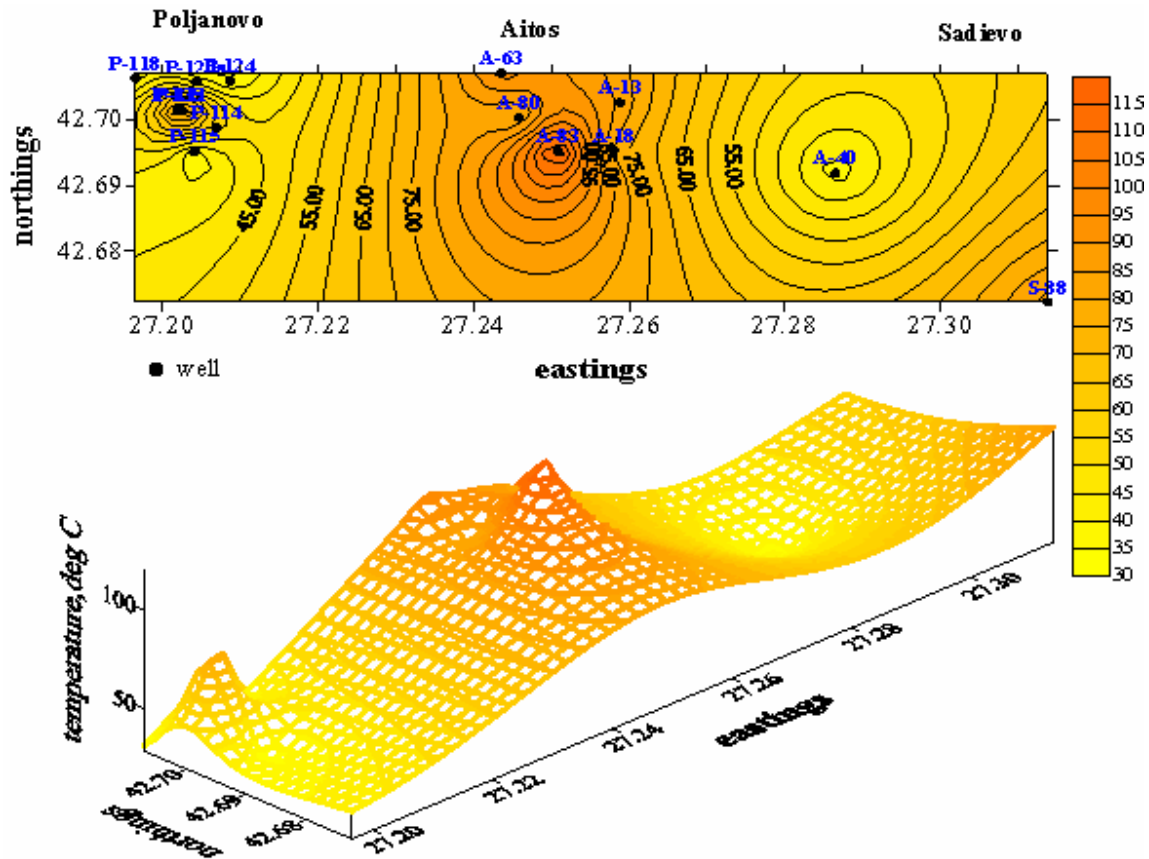 Poljanovo
Aitos
Sadievo
P-118
A-63
A-13
A-80
P-114
A-83
A-18
A-40
S-88
northings
42.70
42.69
42.68
45.00
55.00
65.00
75.00
75.00
65.00
55.00
27.20 27.22 27.24 27.26 27.28 27.30
well
eastings
115
110
105
100
95
90
85
80
75
70
65
60
55
50
45
40
35
30
temperature, deg C
100
50
42.70
42.69
42.68
northings
27.20
27.22
27.24
27.26
27.28
27.30
eastings